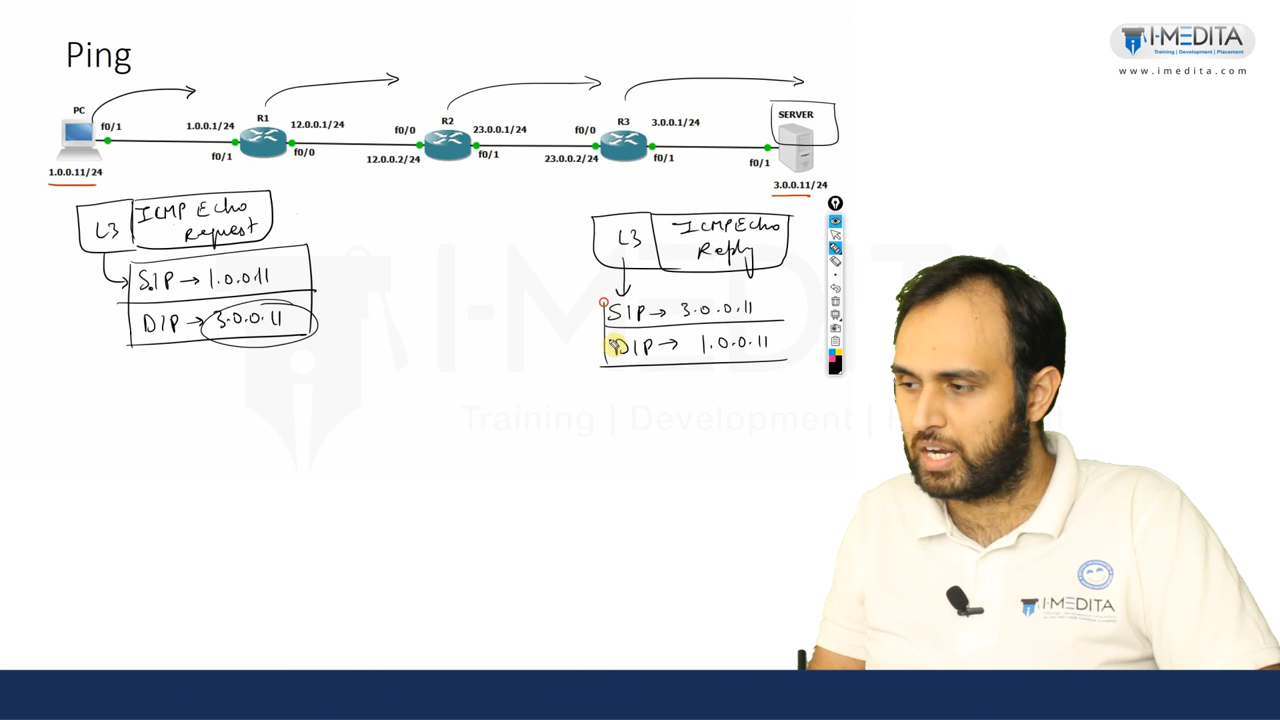 Ping
I-MEDITA
Training | Development | Placement
www.imedita.com
PC
f0/1
1.0.0.11/24
1.0.0.1/24
f0/1
R1
12.0.0.1/24
f0/0
f0/0
12.0.0.2/24
R2
23.0.0.1/24
f0/1
f0/0
23.0.0.2/24
R3
3.0.0.1/24
f0/1
SERVER
f0/1
3.0.0.11/24
L3
ICMP Echo
Request
S.IP → 1.0.0.11
DIP → 3.0.0.11
L3
ICMP Echo
Reply
SIP → 3.0.0.11
DIP → 1.0.0.11
I-MEDITA
Training | Development | P
I-MEDITA